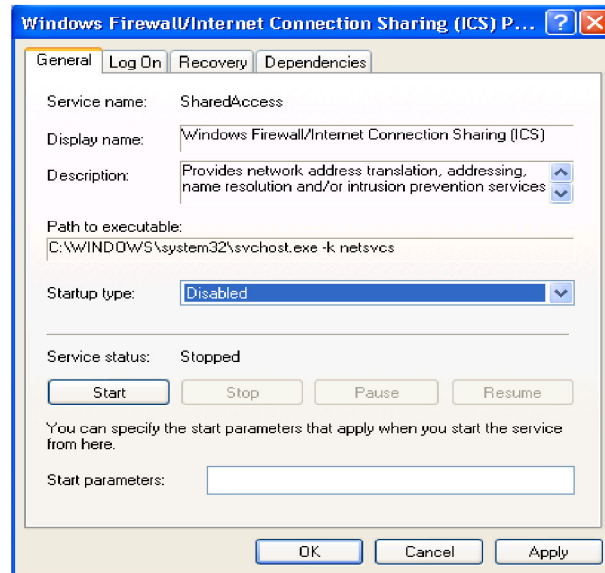 Windows Firewall/Internet Connection Sharing (ICS) P...
General Log On Recovery Dependencies
Service name: SharedAccess
Display name: Windows Firewall/Internet Connection Sharing (ICS)
Description: Provides network address translation, addressing,
name resolution and/or intrusion prevention services
Path to executable:
C:\WINDOWS\system32\svchost.exe -k netsvcs
Startup type: Disabled
Service status: Stopped
Start Stop Pause Resume
You can specify the start parameters that apply when you start the service
from here.
Start parameters:
OK Cancel Apply